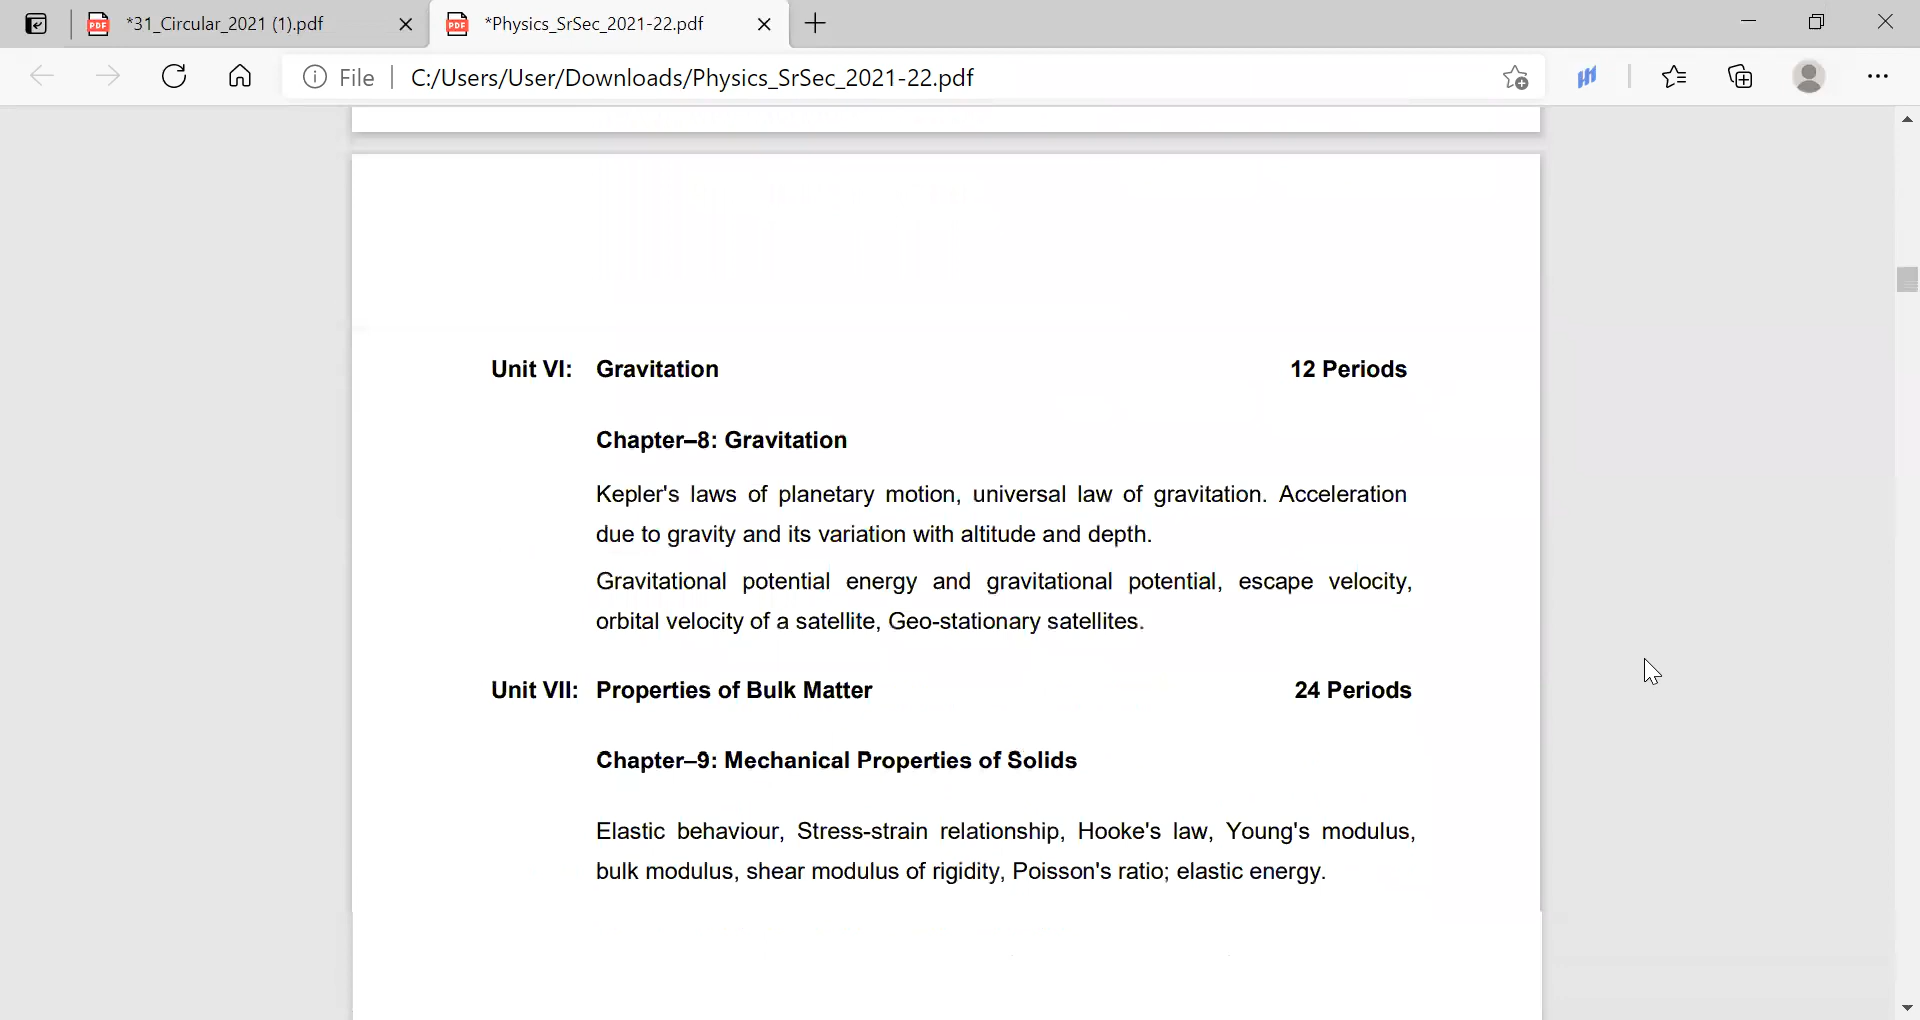 *31_Circular_2021 (1).pdf
*Physics_SrSec_2021-22.pdf
File
C:/Users/User/Downloads/Physics_SrSec_2021-22.pdf
Unit VI: Gravitation 12 Periods
Chapter–8: Gravitation
Kepler's laws of planetary motion, universal law of gravitation. Acceleration
due to gravity and its variation with altitude and depth.
Gravitational potential energy and gravitational potential, escape velocity,
orbital velocity of a satellite, Geo-stationary satellites.
Unit VII: Properties of Bulk Matter 24 Periods
Chapter–9: Mechanical Properties of Solids
Elastic behaviour, Stress-strain relationship, Hooke's law, Young's modulus,
bulk modulus, shear modulus of rigidity, Poisson's ratio; elastic energy.